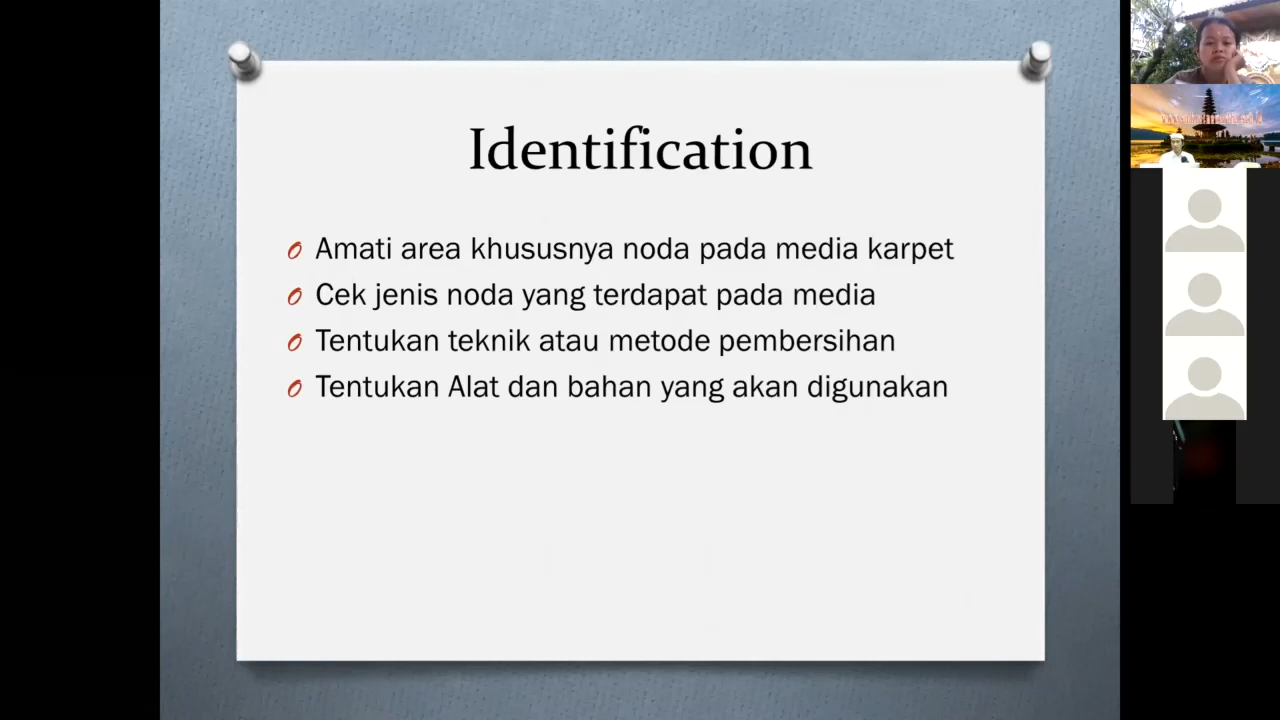 Identification
Amati area khususnya noda pada media karpet
Cek jenis noda yang terdapat pada media
Tentukan teknik atau metode pembersihan
Tentukan Alat dan bahan yang akan digunakan